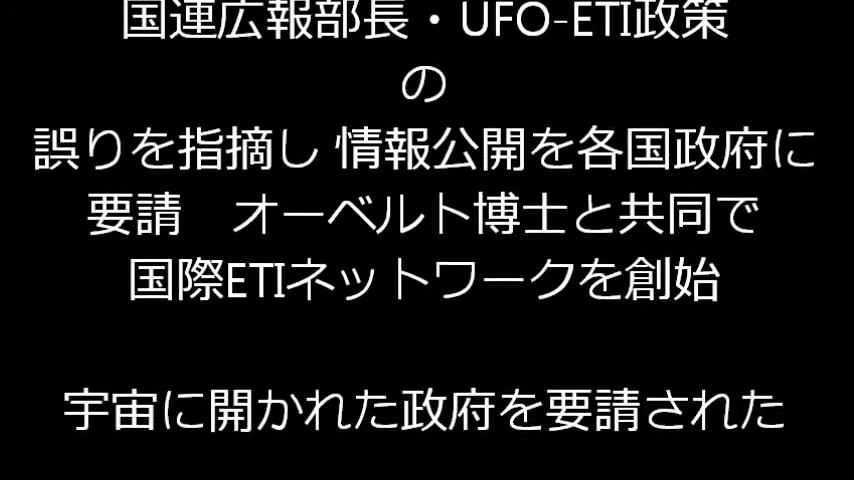 国連広報部長・UFO-ETI政策
の
誤りを指摘し 情報公開を各国政府に
要請　オーベルト博士と共同で
国際ETIネットワークを創始
宇宙に開かれた政府を要請された